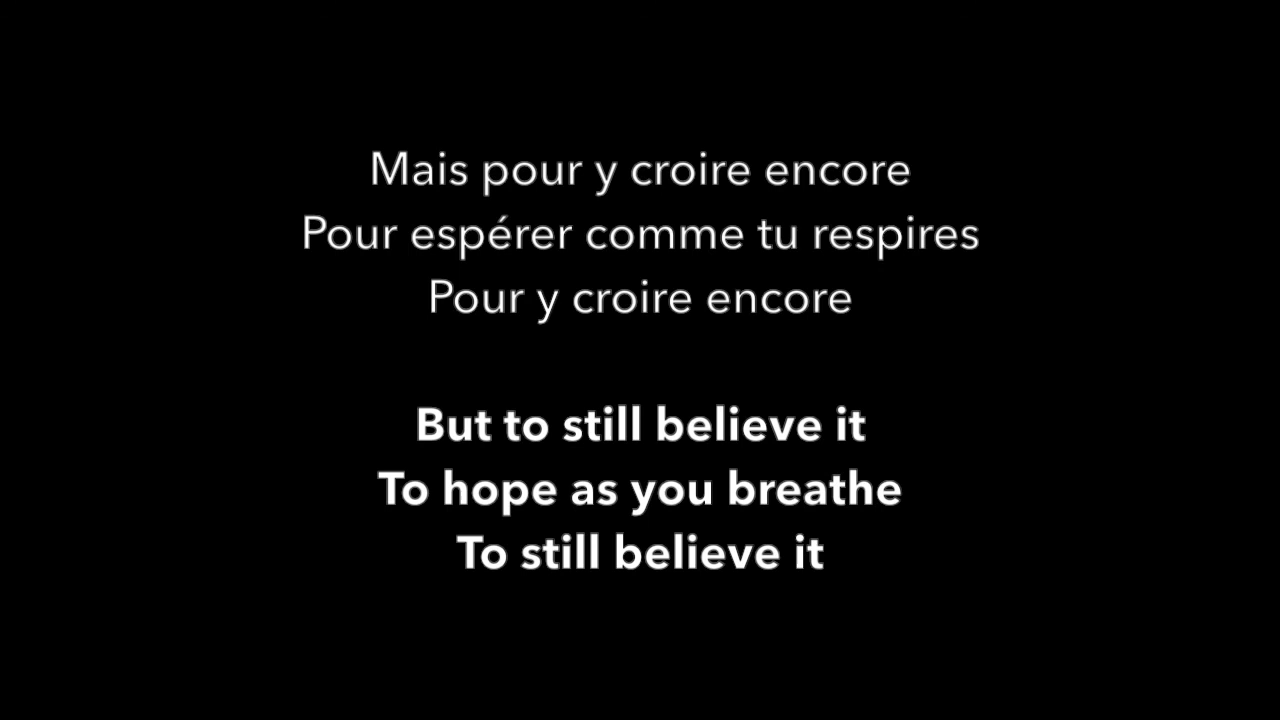 Mais pour y croire encore
Pour espérer comme tu respires
Pour y croire encore
But to still believe it
To hope as you breathe
To still believe it